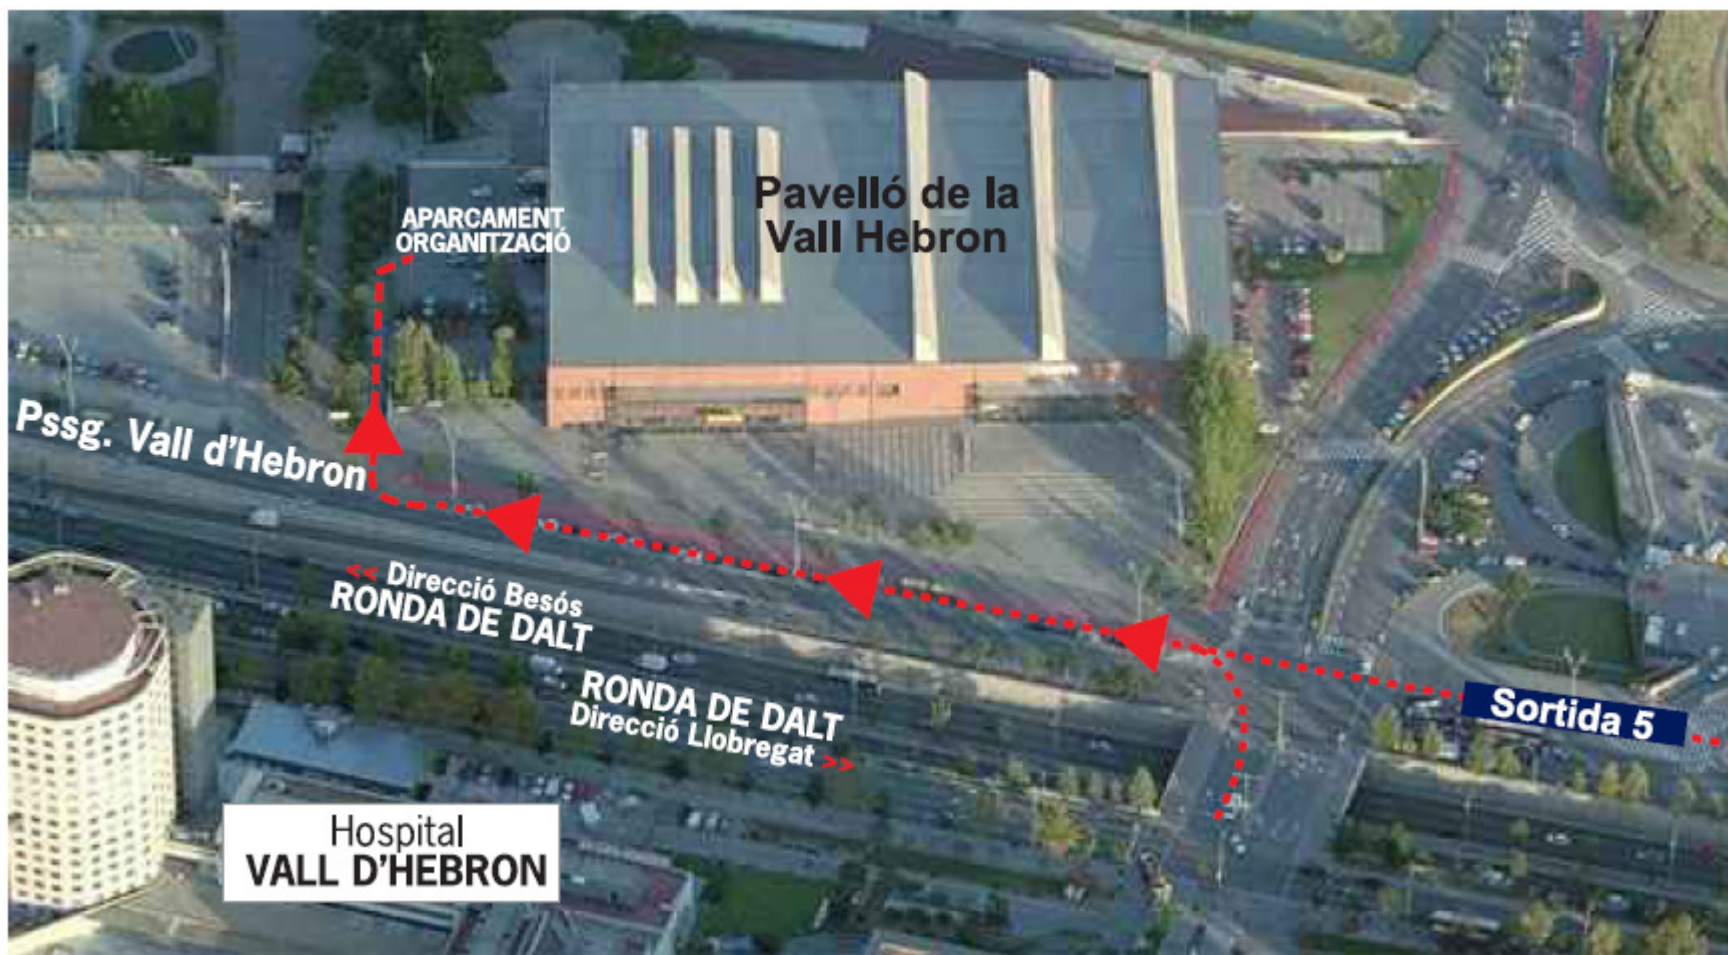 APARCAMENT
ORGANITZACIÓ
Pavelló de la
Vall Hebron
Pssg. Vall d'Hebron
<< Direcció Besós
RONDA DE DALT
RONDA DE DALT
Direcció Llobregat >>
Sortida 5
Hospital
VALL D'HEBRON